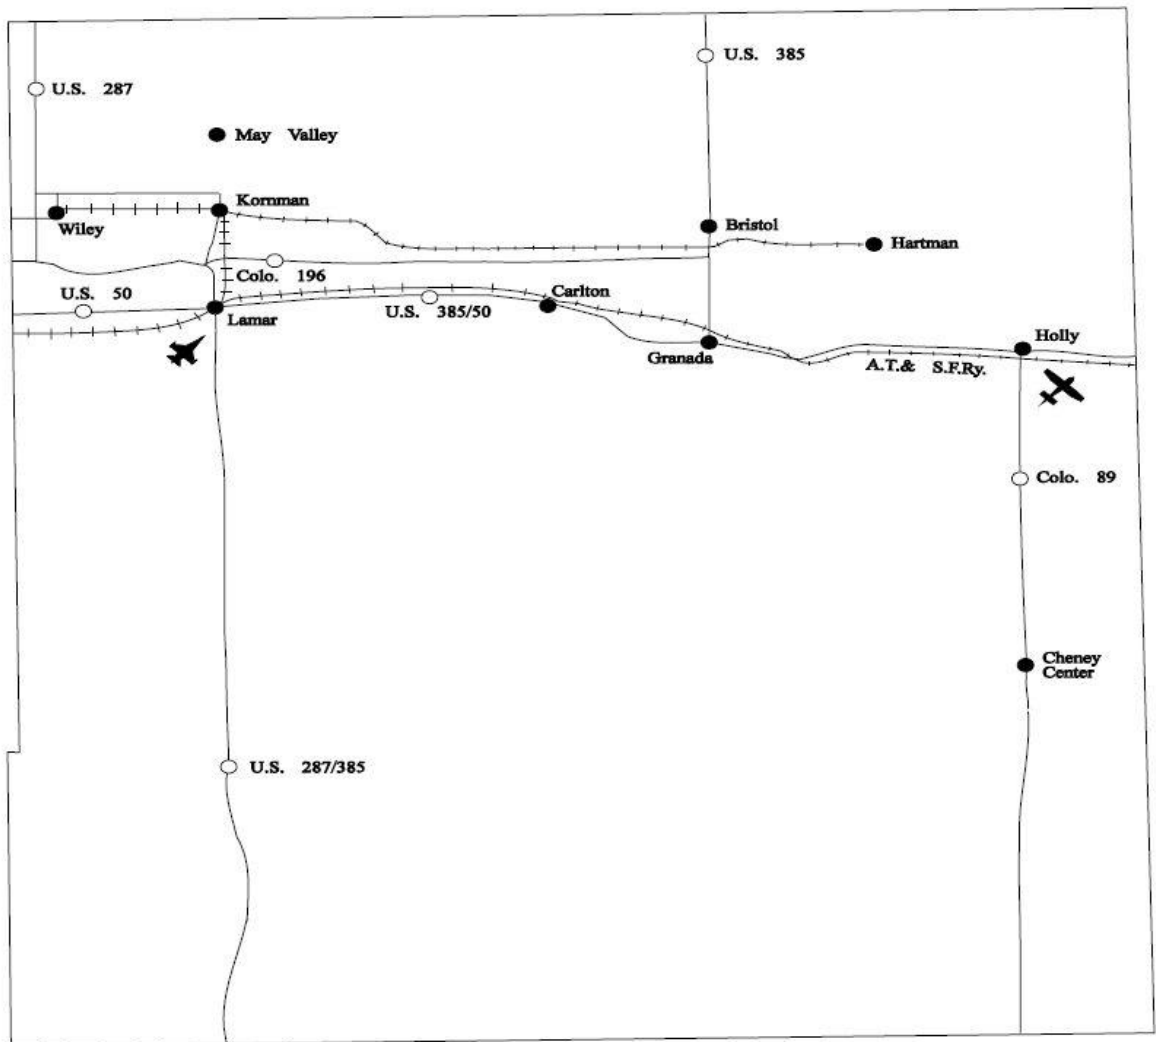 U.S. 385
U.S. 287
May Valley
Kornman
Wiley
Bristol
Hartman
Colo. 196
U.S. 50
Carlton
Lamar
U.S. 385/50
Holly
Granada
A.T.& S.F.Ry.
Colo. 89
Cheney
Center
U.S. 287/385